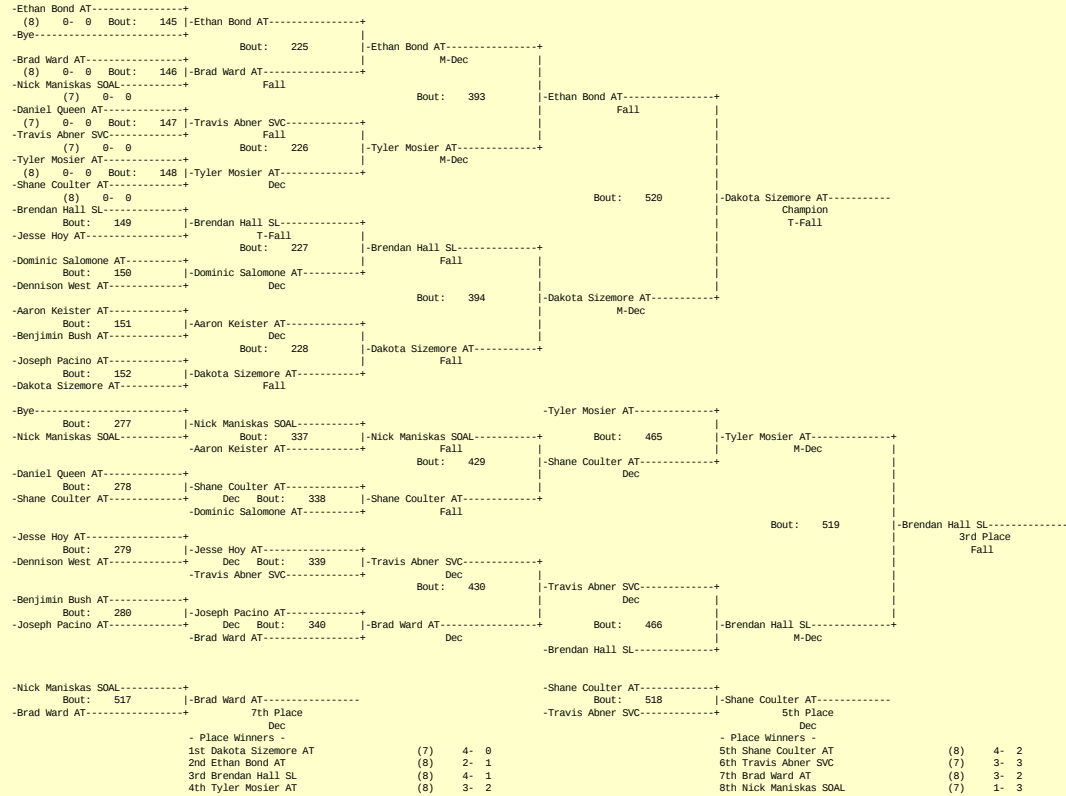 -Ethan Bond AT---------------+
(8) 0- 0 Bout: 145 |-Ethan Bond AT---------------+
-Bye-------------------------+ |
Bout: 225 |-Ethan Bond AT---------------+
-Brad Ward AT----------------+ | M-Dec |
(8) 0- 0 Bout: 146 |-Brad Ward AT----------------+ |
-Nick Maniskas SOAL----------+ Fall |
(7) 0- 0 Bout: 393 |-Ethan Bond AT---------------+
-Daniel Queen AT-------------+ | Fall |
(7) 0- 0 Bout: 147 |-Travis Abner SVC------------+ | |
-Travis Abner SVC------------+ Fall | | |
(7) 0- 0 Bout: 226 |-Tyler Mosier AT-------------+ |
-Tyler Mosier AT-------------+ | M-Dec |
(8) 0- 0 Bout: 148 |-Tyler Mosier AT-------------+ |
-Shane Coulter AT------------+ Dec |
(8) 0- 0 Bout: 520 |-Dakota Sizemore AT----------
-Brendan Hall SL-------------+ | Champion
Bout: 149 |-Brendan Hall SL-------------+ | T-Fall
-Jesse Hoy AT----------------+ T-Fall | |
Bout: 227 |-Brendan Hall SL-------------+ |
-Dominic Salomone AT---------+ | Fall | |
Bout: 150 |-Dominic Salomone AT---------+ | |
-Dennison West AT------------+ Dec | |
Bout: 394 |-Dakota Sizemore AT----------+
-Aaron Keister AT------------+ | M-Dec
Bout: 151 |-Aaron Keister AT------------+ |
-Benjimin Bush AT------------+ Dec | |
Bout: 228 |-Dakota Sizemore AT----------+
-Joseph Pacino AT------------+ | Fall
Bout: 152 |-Dakota Sizemore AT----------+
-Dakota Sizemore AT----------+ Fall
-Bye-------------------------+ -Tyler Mosier AT-------------+
Bout: 277 |-Nick Maniskas SOAL----------+ |
-Nick Maniskas SOAL----------+ Bout: 337 |-Nick Maniskas SOAL----------+ Bout: 465 |-Tyler Mosier AT-------------+
-Aaron Keister AT------------+ Fall | | M-Dec |
Bout: 429 |-Shane Coulter AT------------+ |
-Daniel Queen AT-------------+ | Dec |
Bout: 278 |-Shane Coulter AT------------+ | |
-Shane Coulter AT------------+ Dec Bout: 338 |-Shane Coulter AT------------+ |
-Dominic Salomone AT---------+ Fall |
Bout: 519 |-Brendan Hall SL-------------
-Jesse Hoy AT----------------+ | 3rd Place
Bout: 279 |-Jesse Hoy AT----------------+ | Fall
-Dennison West AT------------+ Dec Bout: 339 |-Travis Abner SVC------------+ |
-Travis Abner SVC------------+ Dec | |
Bout: 430 |-Travis Abner SVC------------+ |
-Benjimin Bush AT------------+ | Dec | |
Bout: 280 |-Joseph Pacino AT------------+ | | |
-Joseph Pacino AT------------+ Dec Bout: 340 |-Brad Ward AT----------------+ Bout: 466 |-Brendan Hall SL-------------+
-Brad Ward AT----------------+ Dec | M-Dec
-Brendan Hall SL-------------+
-Nick Maniskas SOAL----------+ -Shane Coulter AT------------+
Bout: 517 |-Brad Ward AT---------------- Bout: 518 |-Shane Coulter AT------------
-Brad Ward AT----------------+ 7th Place -Travis Abner SVC------------+ 5th Place
Dec Dec
- Place Winners - - Place Winners -
1st Dakota Sizemore AT (7) 4- 0 5th Shane Coulter AT (8) 4- 2
2nd Ethan Bond AT (8) 2- 1 6th Travis Abner SVC (7) 3- 3
3rd Brendan Hall SL (8) 4- 1 7th Brad Ward AT (8) 3- 2
4th Tyler Mosier AT (8) 3- 2 8th Nick Maniskas SOAL (7) 1- 3